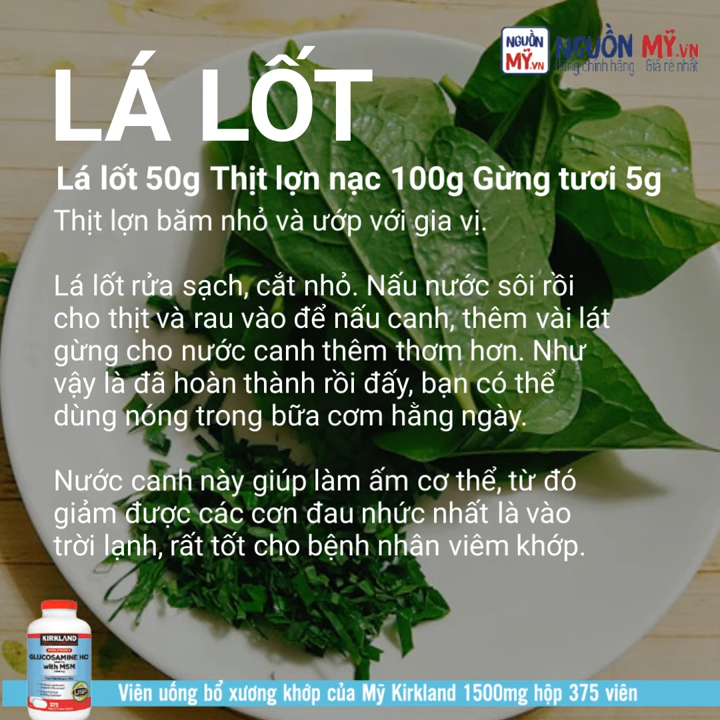 NGUỒN
MỸ.VN
NGUỒN MỸ.VN
Hàng chính hãng Giá rẻ nhất
LÁ LỐT
Lá lốt 50g Thịt lợn nạc 100g Gừng tươi 5g
Thịt lợn băm nhỏ và ướp với gia vị.
Lá lốt rửa sạch, cắt nhỏ. Nấu nước sôi rồi
cho thịt và rau vào để nấu canh, thêm vài lát
gừng cho nước canh thêm thơm hơn. Như
vậy là đã hoàn thành rồi đấy, bạn có thể
dùng nóng trong bữa cơm hằng ngày.
Nước canh này giúp làm ấm cơ thể, từ đó
giảm được các cơn đau nhức nhất là vào
trời lạnh, rất tốt cho bệnh nhân viêm khớp.
KIRKLAND
GLUCOSAMINE HCl
with MSM
375
Viên uống bổ xương khớp của Mỹ Kirkland 1500mg hộp 375 viên